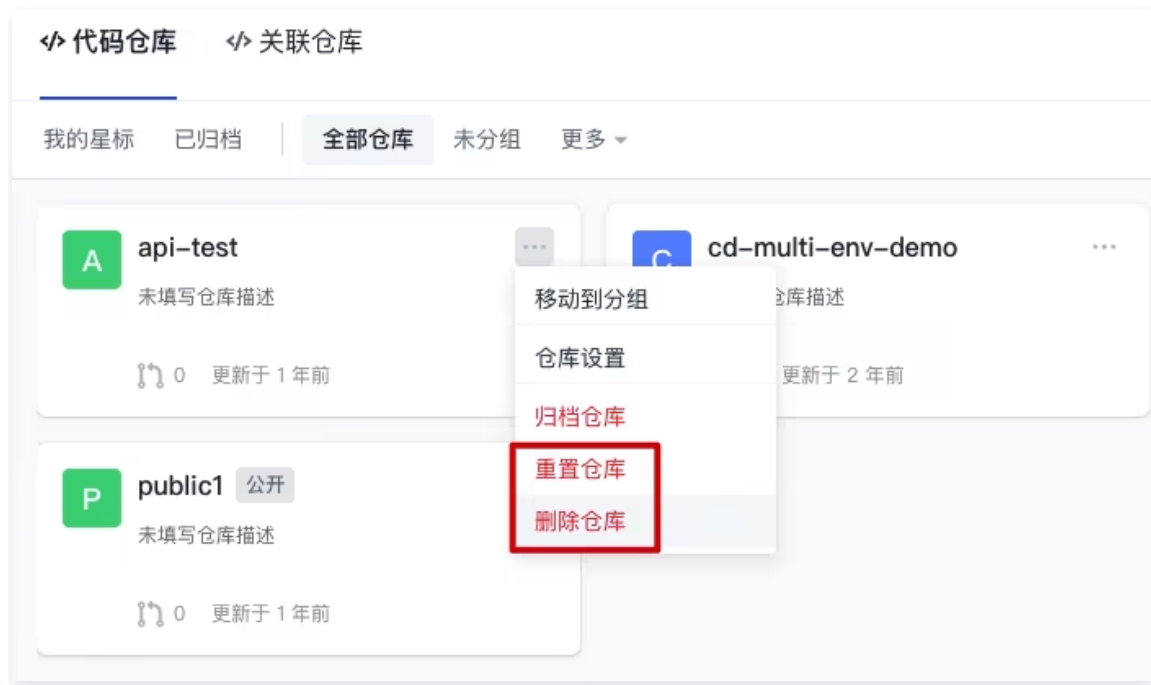 </> 代码仓库 </> 关联仓库
我的星标 已归档 全部仓库 未分组 更多
A api-test ···
未填写仓库描述
0 更新于 1 年前
C cd-multi-env-demo ···
仓库描述
更新于 2 年前
移动到分组
仓库设置
归档仓库
重置仓库
删除仓库
P public1 公开
未填写仓库描述
0 更新于 1 年前